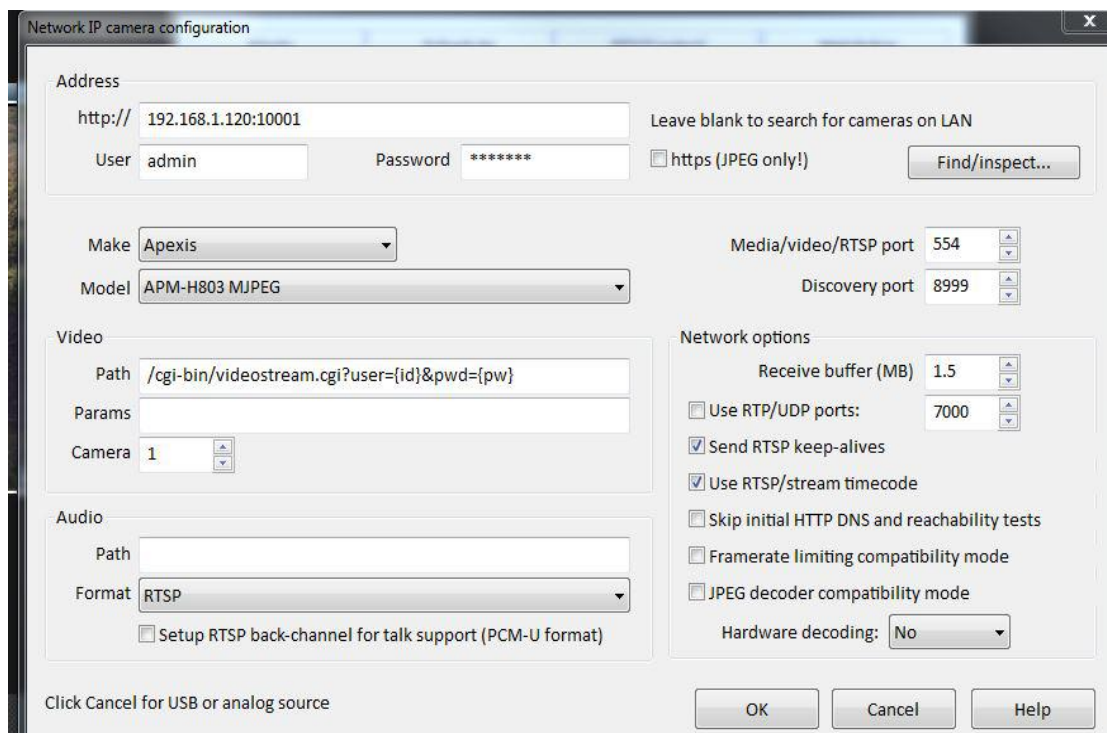 Network IP camera configuration
x
Address
http:// 192.168.1.120:10001 Leave blank to search for cameras on LAN
User admin Password ******* https (JPEG only!) Find/inspect...
Make Apexis Media/video/RTSP port 554
Model APM-H803 MJPEG Discovery port 8999
Video
Path /cgi-bin/videostream.cgi?user={id}&pwd={pw}
Params
Camera 1
Audio
Path
Format RTSP
Setup RTSP back-channel for talk support (PCM-U format)
Network options
Receive buffer (MB) 1.5
Use RTP/UDP ports: 7000
Send RTSP keep-alives
Use RTSP/stream timecode
Skip initial HTTP DNS and reachability tests
Framerate limiting compatibility mode
JPEG decoder compatibility mode
Hardware decoding: No
Click Cancel for USB or analog source OK Cancel Help